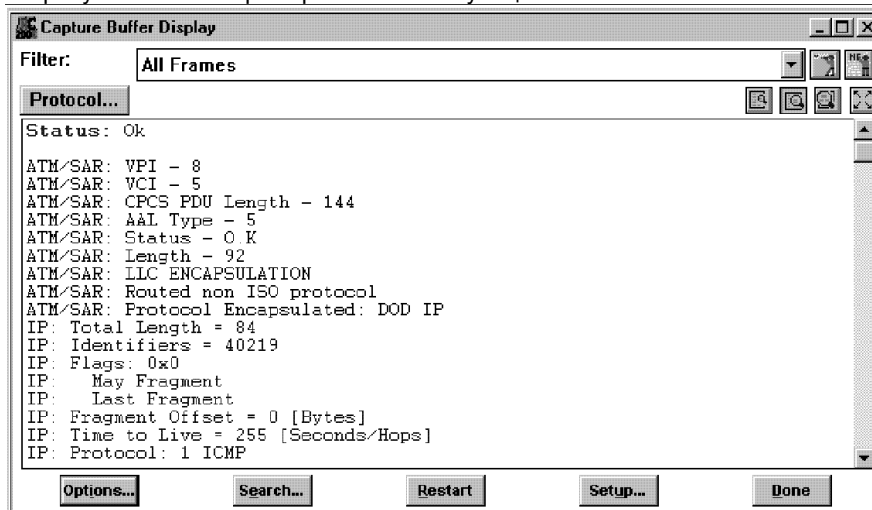 Capture Buffer Display
Filter:
All Frames
Protocol...
Status: Ok
ATM/SAR: VPI - 8
ATM/SAR: VCI - 5
ATM/SAR: CPCS PDU Length - 144
ATM/SAR: AAL Type - 5
ATM/SAR: Status - O.K
ATM/SAR: Length - 92
ATM/SAR: LLC ENCAPSULATION
ATM/SAR: Routed non ISO protocol
ATM/SAR: Protocol Encapsulated: DOD IP
IP: Total Length = 84
IP: Identifiers = 40219
IP: Flags: 0x0
IP:   May Fragment
IP:   Last Fragment
IP: Fragment Offset = 0 [Bytes]
IP: Time to Live = 255 [Seconds/Hops]
IP: Protocol: 1 ICMP
Options...
Search...
Restart
Setup...
Done